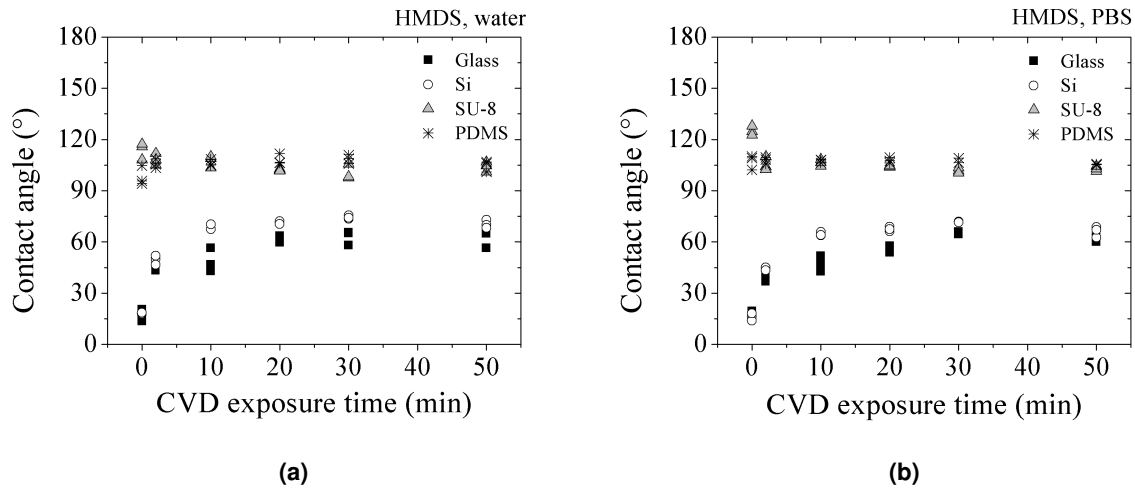 HMDS, water
180
150
120
90
60
30
0
Contact angle (°)
Glass
Si
SU-8
PDMS
0 10 20 30 40 50
CVD exposure time (min)
(a)
HMDS, PBS
180
150
120
90
60
30
0
Contact angle (°)
Glass
Si
SU-8
PDMS
0 10 20 30 40 50
CVD exposure time (min)
(b)